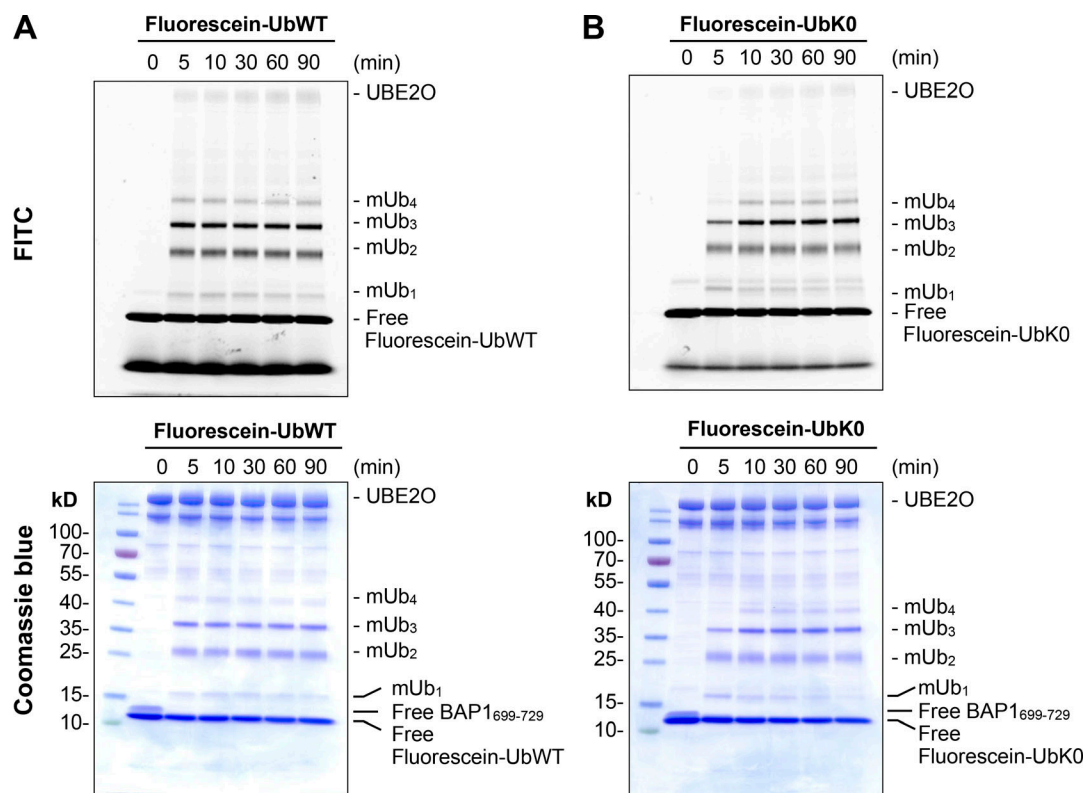 A
Fluorescein-UbWT
0 5 10 30 60 90 (min)
FITC
- UBE2O
- mUb4
- mUb3
- mUb2
- mUb1
- Free
Fluorescein-UbWT
B
Fluorescein-UbK0
0 5 10 30 60 90 (min)
- UBE2O
- mUb4
- mUb3
- mUb2
- mUb1
- Free
Fluorescein-UbK0
Coomassie blue
Fluorescein-UbWT
0 5 10 30 60 90 (min)
kD
100-
70-
55-
40-
35-
25-
15-
10-
- UBE2O
- mUb4
- mUb3
- mUb2
mUb1
Free BAP1699-729
Free
Fluorescein-UbWT
Fluorescein-UbK0
0 5 10 30 60 90 (min)
kD
100-
70-
55-
40-
35-
25-
15-
10-
- UBE2O
- mUb4
- mUb3
- mUb2
mUb1
Free BAP1699-729
Free
Fluorescein-UbK0